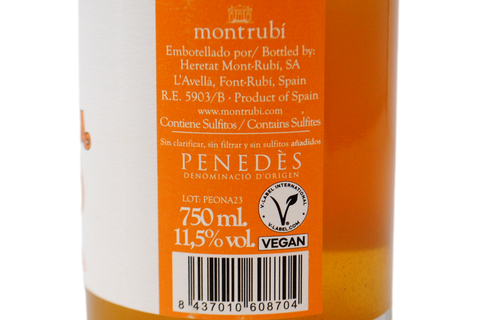 montrubí
Embotellado por/ Bottled by:
Heretat Mont-Rubí, SA
L'Avellà, Font-Rubí, Spain
R.E. 5903/B · Product of Spain
www.montrubi.com
Contiene Sulfitos / Contains Sulfites
Sin clarificar, sin filtrar y sin sulfitos añadidos
PENEDÈS
DENOMINACIÓ D'ORIGEN
LOT: PEONA23
750 ml.
11,5% vol.
V-LABEL INTERNATIONAL
V-LABEL.COM
VEGAN
8 437010 608704